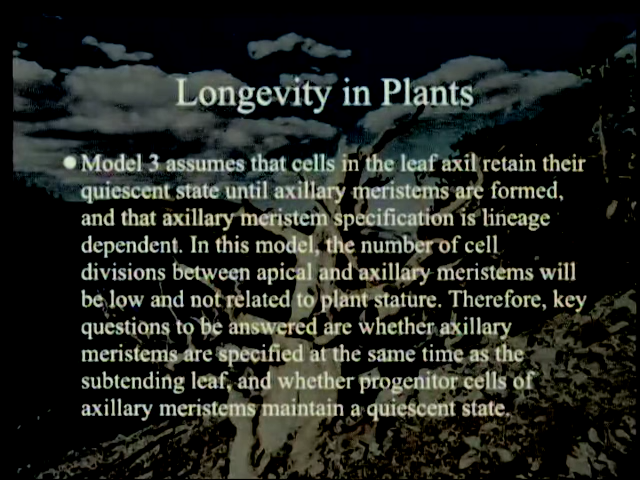 Longevity in Plants
Model 3 assumes that cells in the leaf axil retain their
quiescent state until axillary meristems are formed,
and that axillary meristem specification is lineage
dependent. In this model, the number of cell
divisions between apical and axillary meristems will
be low and not related to plant stature. Therefore, key
questions to be answered are whether axillary
meristems are specified at the same time as the
subtending leaf, and whether progenitor cells of
axillary meristems maintain a quiescent state.